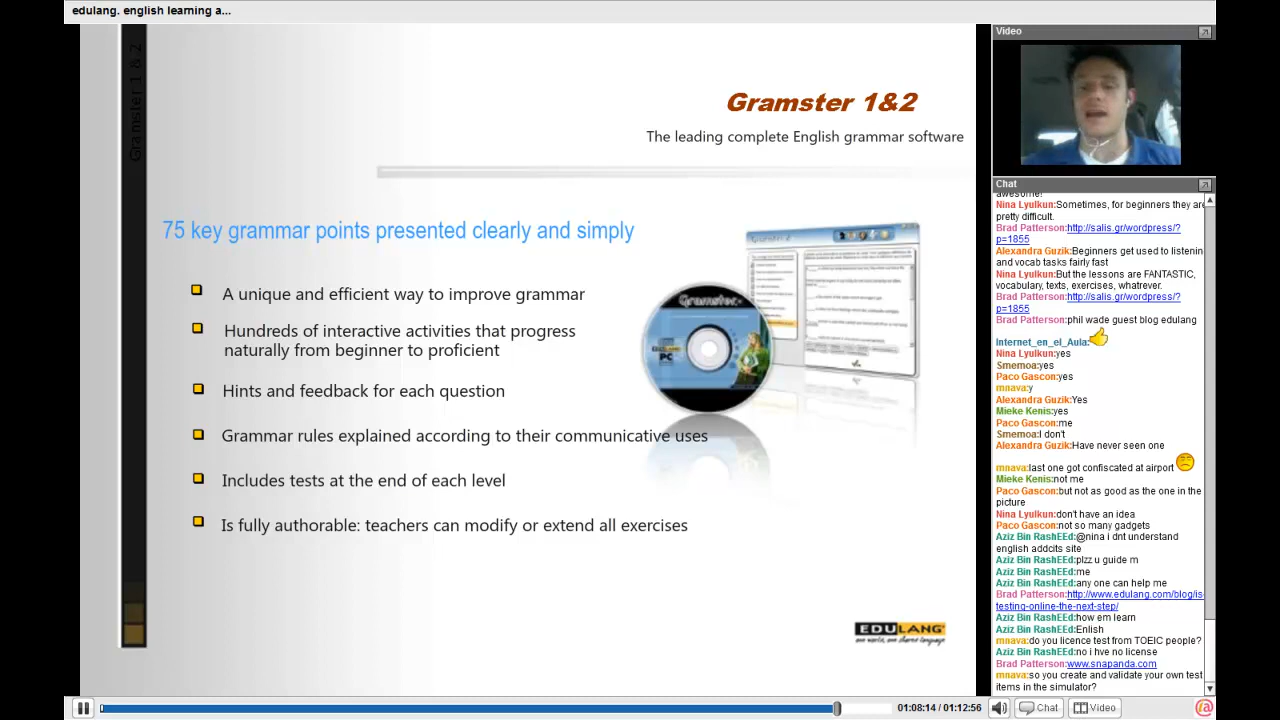 edulang. english learning a...
Gramster 1 & 2
Gramster 1&2
The leading complete English grammar software
75 key grammar points presented clearly and simply
A unique and efficient way to improve grammar
Hundreds of interactive activities that progress
naturally from beginner to proficient
Hints and feedback for each question
Grammar rules explained according to their communicative uses
Includes tests at the end of each level
Is fully authorable: teachers can modify or extend all exercises
Gramster
PC
EDULANG
one world, one shared language
Video
Chat
awesome!
Nina Lyulkun:Sometimes, for beginners they are
pretty difficult.
Brad Patterson:http://salis.gr/wordpress/?
p=1855
Alexandra Guzik:Beginners get used to listening
and vocab tasks fairly fast
Nina Lyulkun:But the lessons are FANTASTIC,
vocabulary, texts, exercises, whatrever.
Brad Patterson:http://salis.gr/wordpress/?
p=1855
Brad Patterson:phil wade guest blog edulang
Internet_en_el_Aula:
Nina Lyulkun:yes
Smemoa:yes
Paco Gascon:yes
mnava:y
Alexandra Guzik:Yes
Mieke Kenis:yes
Paco Gascon:me
Smemoa:I don't
Alexandra Guzik:Have never seen one
mnava:last one got confiscated at airport
Mieke Kenis:not me
Paco Gascon:but not as good as the one in the
picture
Nina Lyulkun:don't have an idea
Paco Gascon:not so many gadgets
Aziz Bin RashEEd:@nina i dnt understand
english addcits site
Aziz Bin RashEEd:plzz u guide m
Aziz Bin RashEEd:me
Aziz Bin RashEEd:any one can help me
Brad Patterson:http://www.edulang.com/blog/is-
testing-online-the-next-step/
Aziz Bin RashEEd:how em learn
Aziz Bin RashEEd:Enlish
mnava:do you licence test from TOEIC people?
Aziz Bin RashEEd:no i hve no license
Brad Patterson:www.snapanda.com
mnava:so you create and validate your own test
items in the simulator?
01:08:14 / 01:12:56
Chat
Video